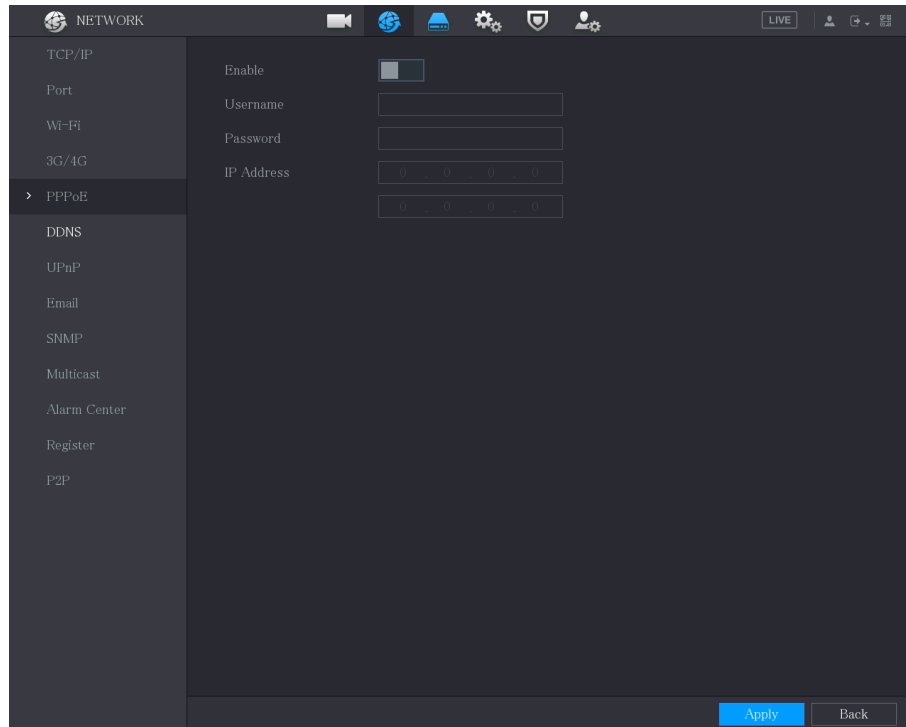 NETWORK
LIVE
TCP/IP
Port
Wi-Fi
3G/4G
PPPoE
DDNS
UPnP
Email
SNMP
Multicast
Alarm Center
Register
P2P
Enable
Username
Password
IP Address
0 . 0 . 0 . 0
0 . 0 . 0 . 0
Apply
Back